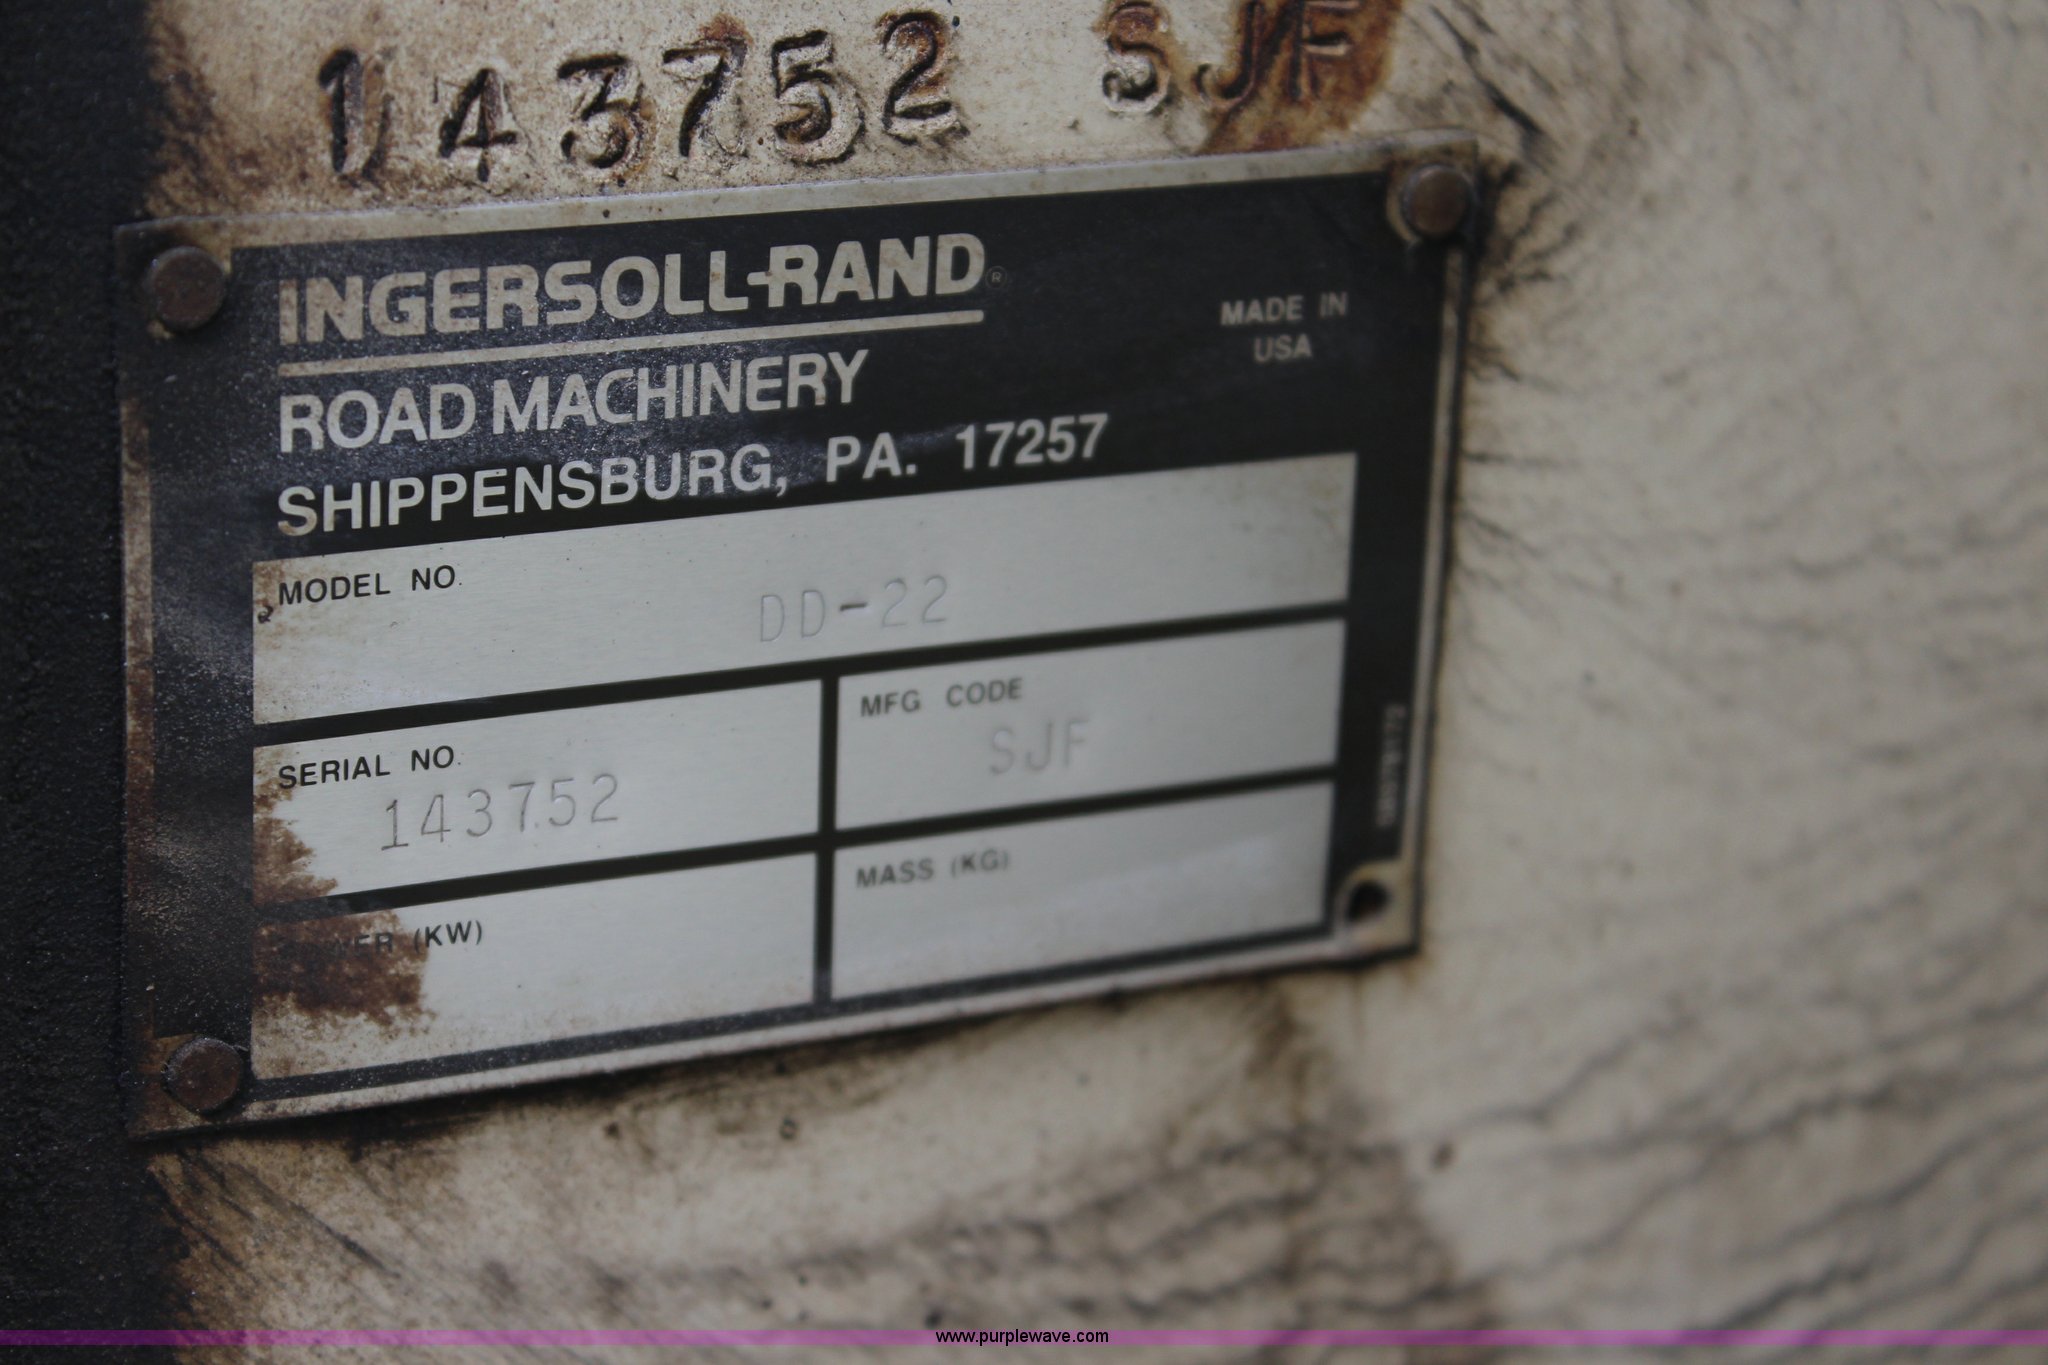 143752 SJF
INGERSOLL-RAND®
MADE IN
USA
ROAD MACHINERY
SHIPPENSBURG, PA. 17257
MODEL NO.
DD-22
SERIAL NO.
143752
MFG CODE
SJF
POWER (KW)
MASS (KG)
www.purplewave.com